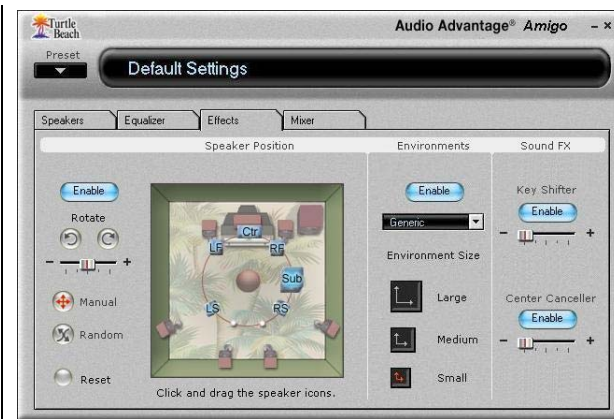 Turtle
Beach
Audio Advantage® Amigo
Preset
Default Settings
Speakers
Equalizer
Effects
Mixer
Speaker Position
Environments
Sound FX
Enable
Rotate
- +
Manual
Random
Reset
Ctr
LF
RF
Sub
LS
RS
Click and drag the speaker icons.
Enable
Generic
Environment Size
Large
Medium
Small
Key Shifter
Enable
- +
Center Canceller
Enable
- +